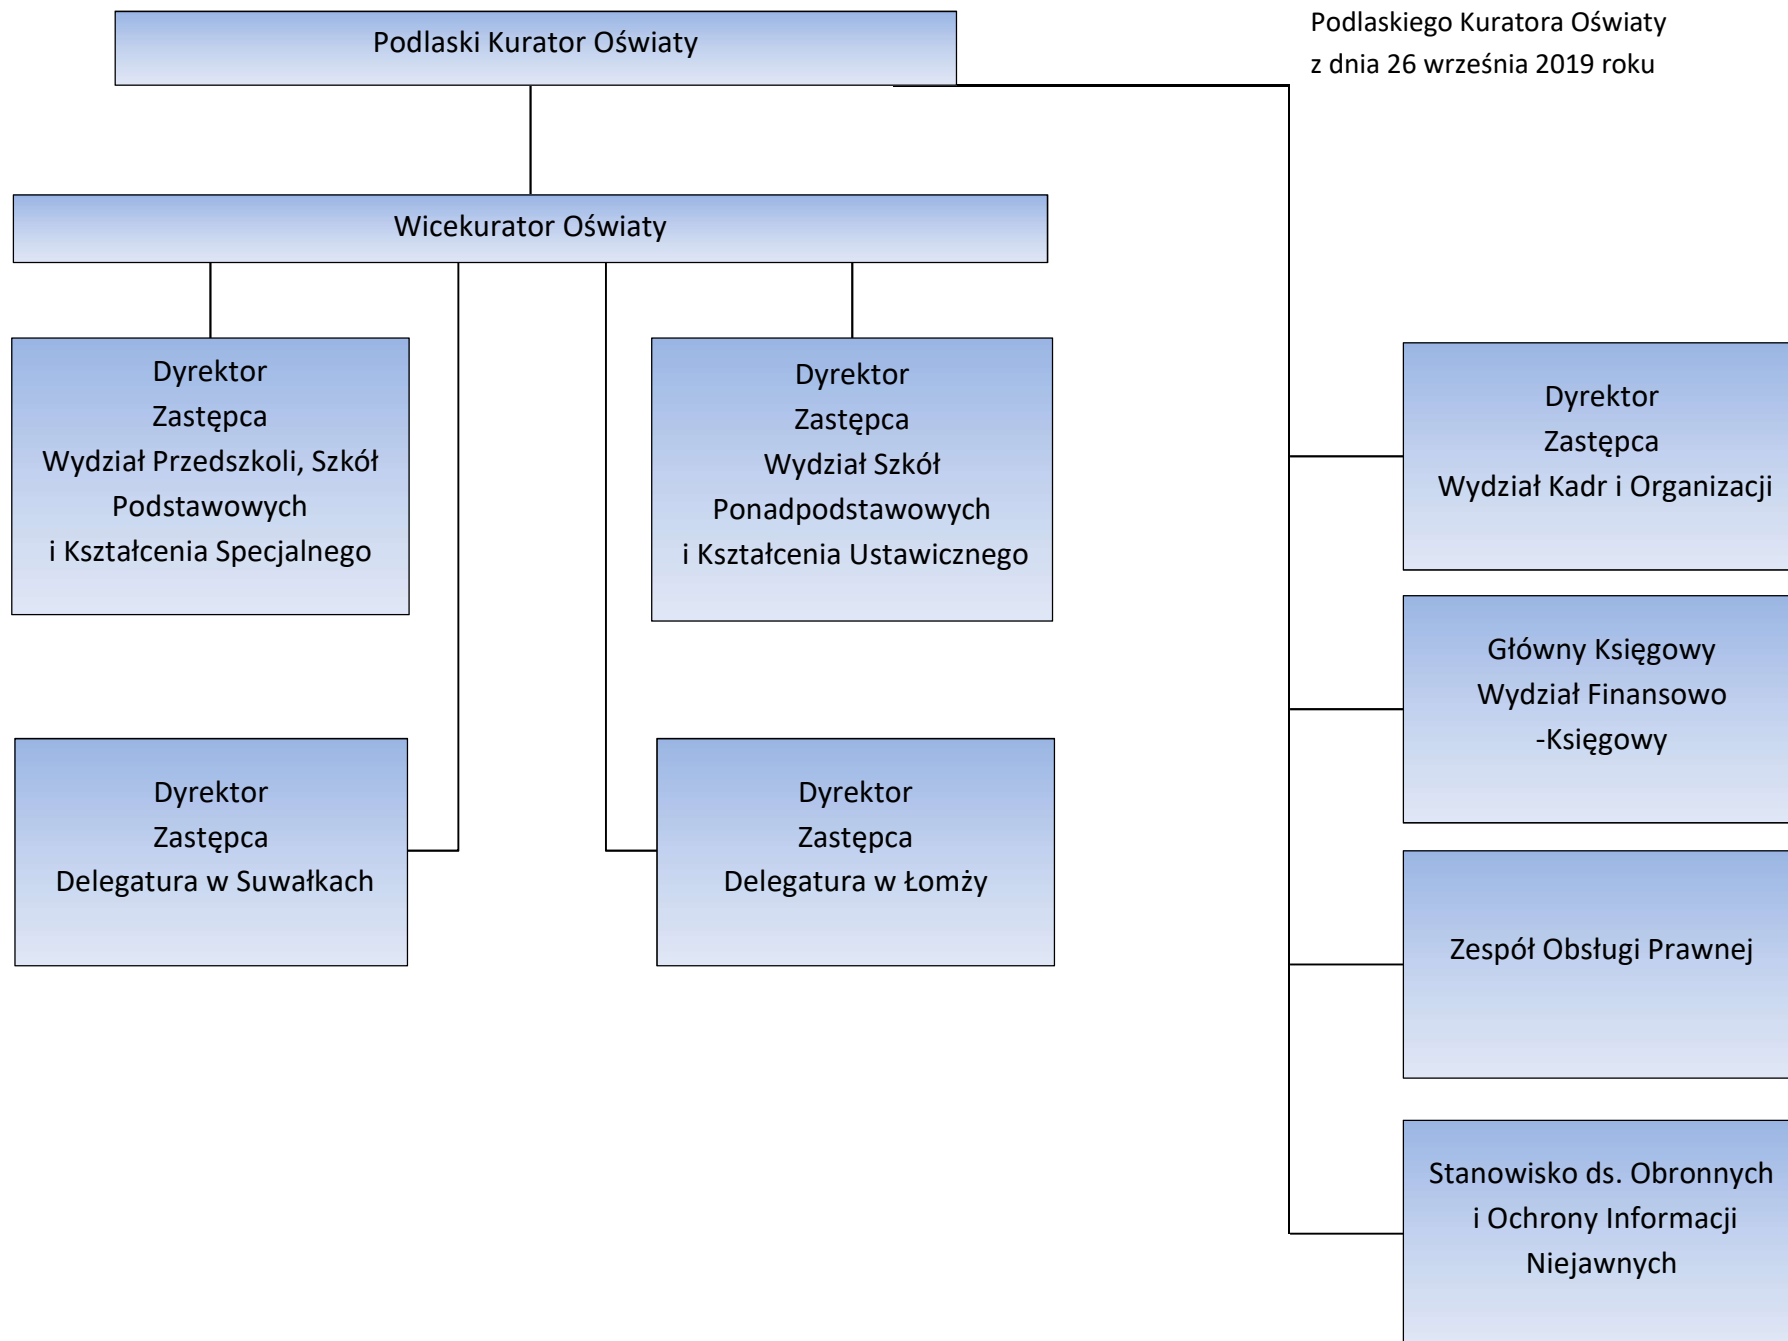 Podlaskiego Kuratora Oświaty
z dnia 26 września 2019 roku
Podlaski Kurator Oświaty
Wicekurator Oświaty
Dyrektor
Zastępca
Wydział Przedszkoli, Szkół
Podstawowych
i Kształcenia Specjalnego
Dyrektor
Zastępca
Wydział Szkół
Ponadpodstawowych
i Kształcenia Ustawicznego
Dyrektor
Zastępca
Delegatura w Suwałkach
Dyrektor
Zastępca
Delegatura w Łomży
Dyrektor
Zastępca
Wydział Kadr i Organizacji
Główny Księgowy
Wydział Finansowo
-Księgowy
Zespół Obsługi Prawnej
Stanowisko ds. Obronnych
i Ochrony Informacji
Niejawnych